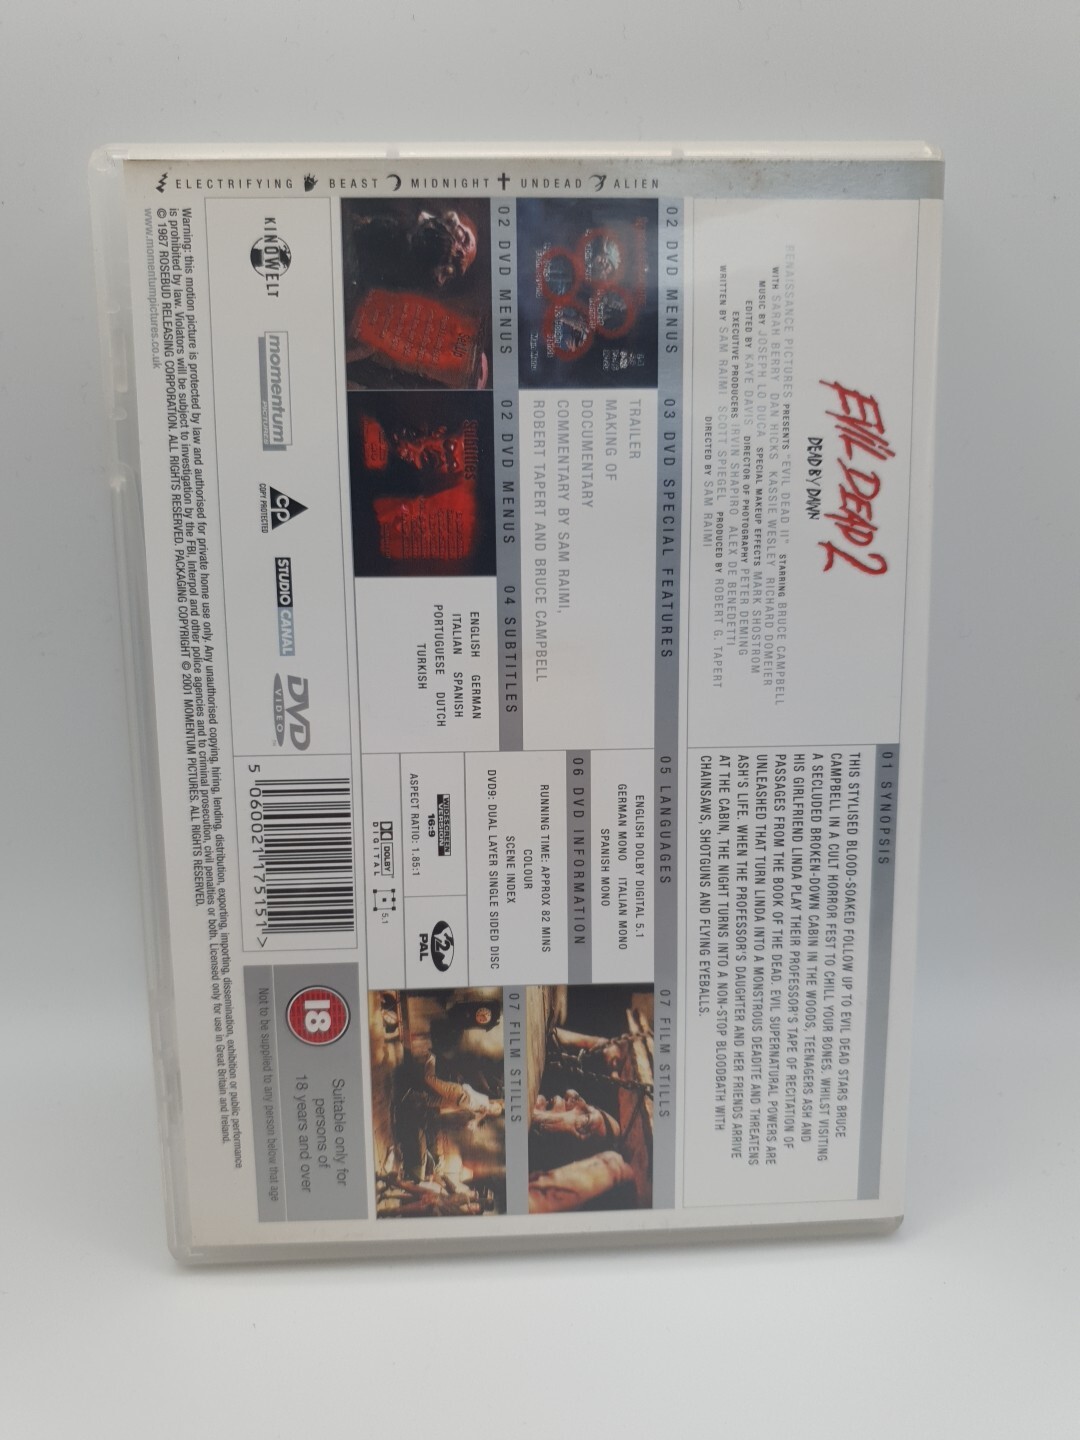 ELECTRIFYING BEAST MIDNIGHT UNDEAD ALIEN
EVIL DEAD 2
DEAD BY DAWN
RENAISSANCE PICTURES PRESENTS "EVIL DEAD II" STARRING BRUCE CAMPBELL
WITH SARAH BERRY DAN HICKS KASSIE WESLEY RICHARD DOMEIER
MUSIC BY JOSEPH LO DUCA SPECIAL MAKEUP EFFECTS MARK SHOSTROM
EDITED BY KAYE DAVIS DIRECTOR OF PHOTOGRAPHY PETER DEMING
EXECUTIVE PRODUCERS IRVIN SHAPIRO ALEX DE BENEDETTI
WRITTEN BY SAM RAIMI SCOTT SPIEGEL PRODUCED BY ROBERT G. TAPERT
DIRECTED BY SAM RAIMI
01 SYNOPSIS
THIS STYLISED BLOOD-SOAKED FOLLOW UP TO EVIL DEAD STARS BRUCE
CAMPBELL IN A CULT HORROR FEST TO CHILL YOUR BONES. WHILST VISITING
A SECLUDED BROKEN-DOWN CABIN IN THE WOODS, TEENAGERS ASH AND
HIS GIRLFRIEND LINDA PLAY THEIR PROFESSOR'S TAPE OF RECITATION OF
PASSAGES FROM THE BOOK OF THE DEAD. EVIL SUPERNATURAL POWERS ARE
UNLEASHED THAT TURN LINDA INTO A MONSTROUS DEADITE AND THREATENS
ASH'S LIFE. WHEN THE PROFESSOR'S DAUGHTER AND HER FRIENDS ARRIVE
AT THE CABIN, THE NIGHT TURNS INTO A NON-STOP BLOODBATH WITH
CHAINSAWS, SHOTGUNS AND FLYING EYEBALLS.
02 DVD MENUS
03 DVD SPECIAL FEATURES
TRAILER
MAKING OF
DOCUMENTARY
COMMENTARY BY SAM RAIMI,
ROBERT TAPERT AND BRUCE CAMPBELL
05 LANGUAGES
ENGLISH DOLBY DIGITAL 5.1
GERMAN MONO ITALIAN MONO
SPANISH MONO
06 DVD INFORMATION
RUNNING TIME: APPROX 82 MINS
COLOUR
SCENE INDEX
DVD9: DUAL LAYER SINGLE SIDED DISC
07 FILM STILLS
07 FILM STILLS
02 DVD MENUS
02 DVD MENUS
04 SUBTITLES
ENGLISH GERMAN
ITALIAN SPANISH
PORTUGUESE DUTCH
TURKISH
WIDESCREEN VERSION
16:9
ASPECT RATIO: 1.85:1
2
PAL
DOLBY
DIGITAL
5.1
KINOWELT
momentum
PICTURES
CP
COPY PROTECTED
STUDIO CANAL
DVD
VIDEO
5 060021 175151 >
18
Suitable only for
persons of
18 years and over
Not to be supplied to any person below that age
Warning: this motion picture is protected by law and authorised for private home use only. Any unauthorised copying, hiring, lending, distribution, exporting, importing, dissemination, exhibition or public performance
is prohibited by law. Violators will be subject to investigation by the FBI, Interpol and other police agencies and to criminal prosecution, civil penalties or both. Licensed only for use in Great Britain and Ireland.
© 1987 ROSEBUD RELEASING CORPORATION. ALL RIGHTS RESERVED. PACKAGING COPYRIGHT © 2001 MOMENTUM PICTURES. ALL RIGHTS RESERVED.
www.momentumpictures.co.uk